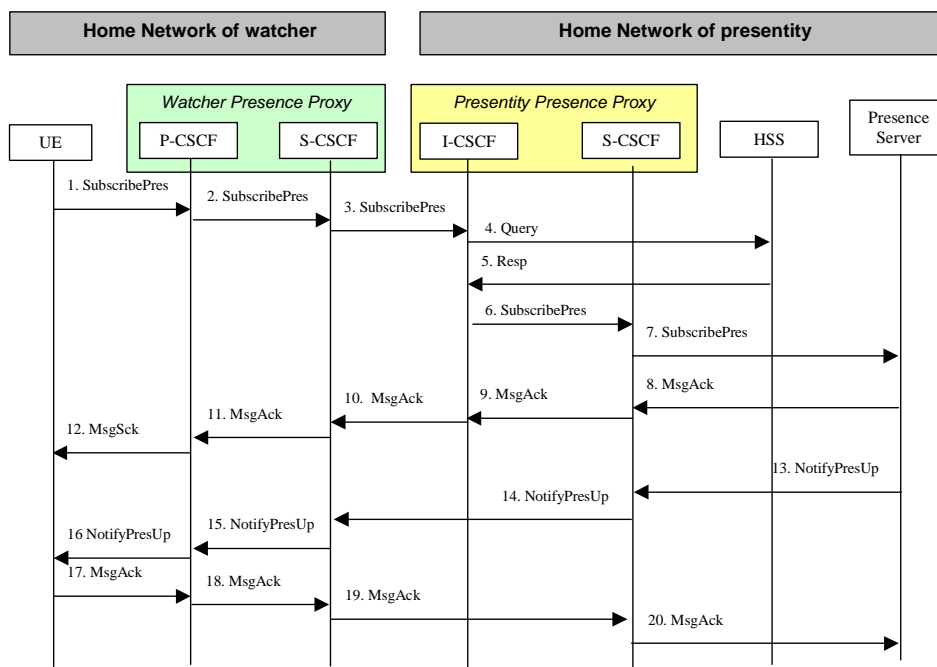 Home Network of watcher
Home Network of presentity
Watcher Presence Proxy
Presentity Presence Proxy
UE
P-CSCF
S-CSCF
I-CSCF
S-CSCF
HSS
Presence
Server
1. SubscribePres
2. SubscribePres
3. SubscribePres
4. Query
5. Resp
6. SubscribePres
7. SubscribePres
8. MsgAck
9. MsgAck
10. MsgAck
11. MsgAck
12. MsgSck
13. NotifyPresUp
14. NotifyPresUp
15. NotifyPresUp
16 NotifyPresUp
17. MsgAck
18. MsgAck
19. MsgAck
20. MsgAck